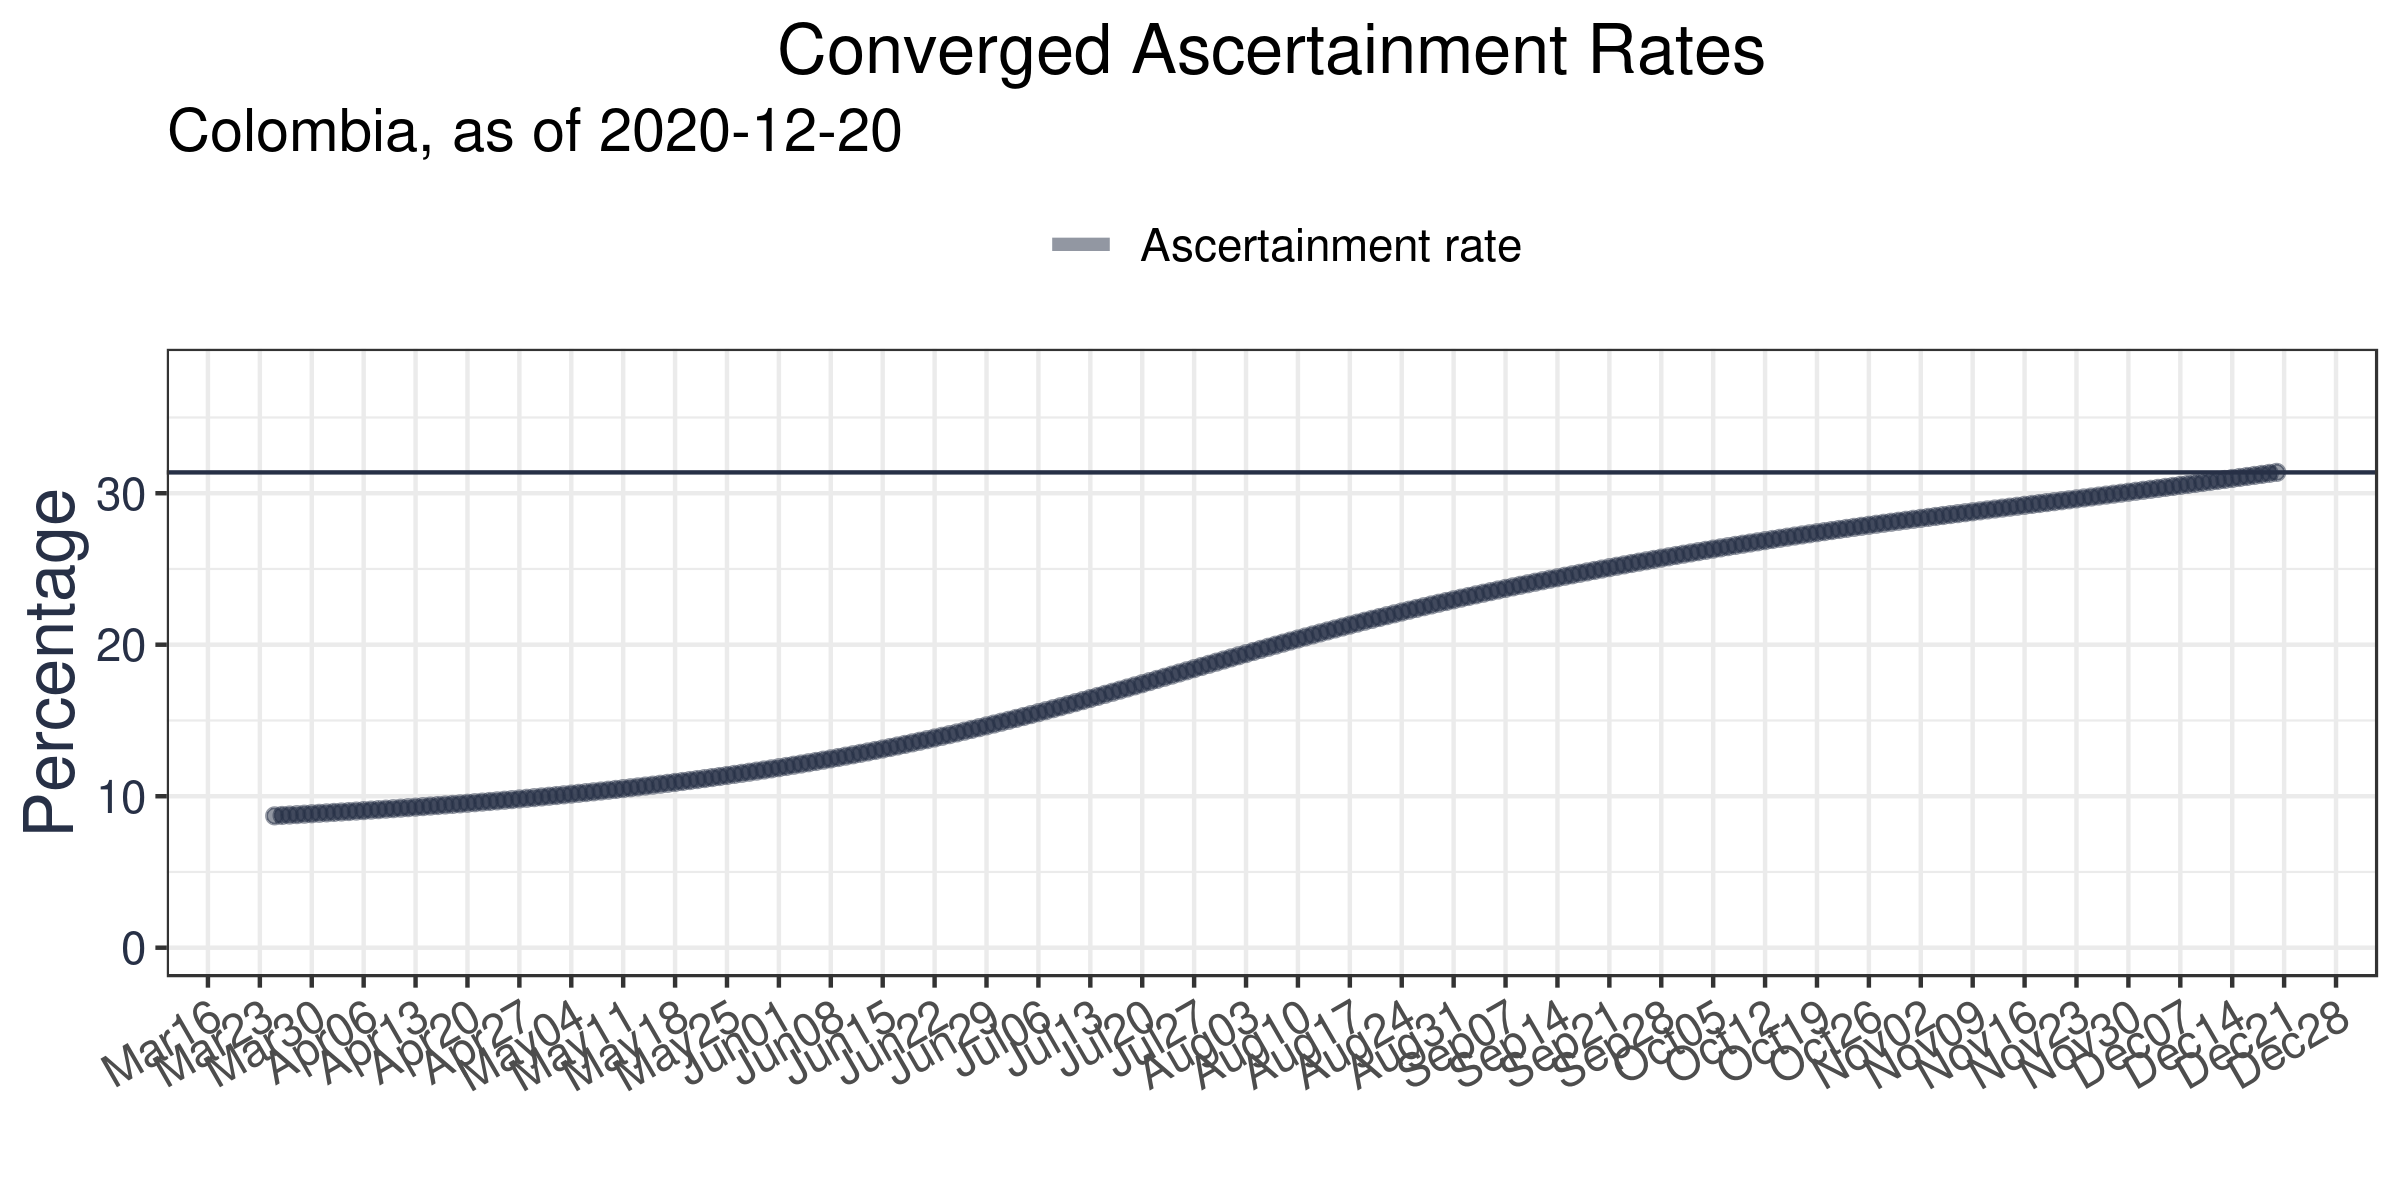 Converged Ascertainment Rates
Colombia, as of 2020-12-20
Ascertainment rate
Percentage
30
20
10
0
Mar16
Mar23
Mar30
Apr06
Apr13
Apr20
Apr27
May04
May11
May18
May25
Jun01
Jun08
Jun15
Jun22
Jun29
Jul06
Jul13
Jul20
Jul27
Aug03
Aug10
Aug17
Aug24
Aug31
Sep07
Sep14
Sep21
Sep28
Oct05
Oct12
Oct19
Oct26
Nov02
Nov09
Nov16
Nov23
Nov30
Dec07
Dec14
Dec21
Dec28